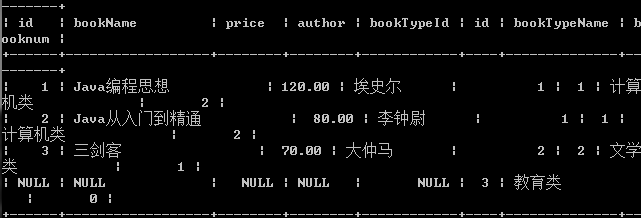 -------+
| id | bookName | price | author | bookTypeId | id | bookTypeName | b
ooknum |
+------+------+------+------+------+------+------+
-------+
| 1 | Java编程思想 | 120.00 | 埃史尔 | 1 | 1 | 计算
机类 | 2 |
| 2 | Java从入门到精通 | 80.00 | 李钟尉 | 1 | 1 |
计算机类 | 2 |
| 3 | 三剑客 | 70.00 | 大仲马 | 2 | 2 | 文学
类 | 1 |
| NULL | NULL | NULL | NULL | NULL | 3 | 教育类
| 0 |
+------+------+------+------+------+------+------+